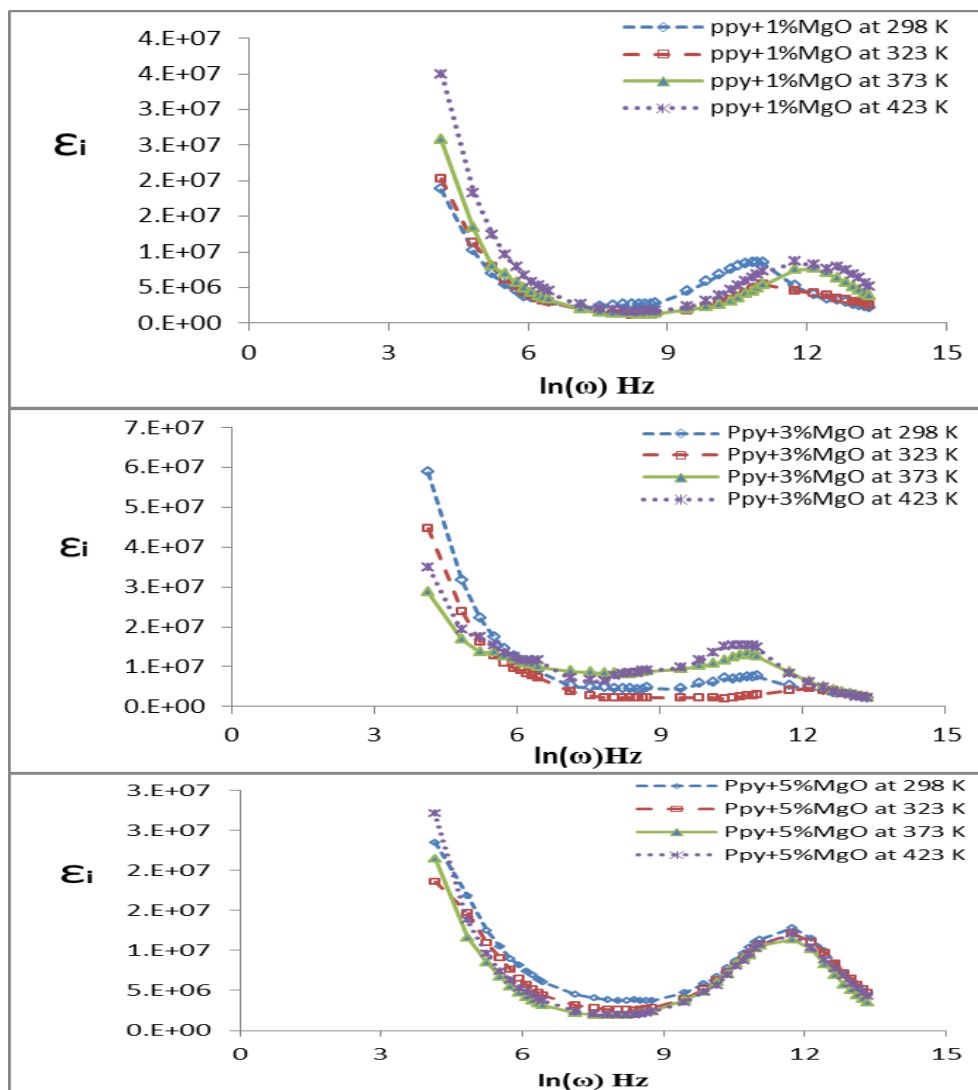 4.E+07
4.E+07
3.E+07
3.E+07
2.E+07
2.E+07
1.E+07
5.E+06
0.E+00
εi
ppy+1%MgO at 298 K
ppy+1%MgO at 323 K
ppy+1%MgO at 373 K
ppy+1%MgO at 423 K
0 3 6 9 12 15
ln(ω) Hz
7.E+07
6.E+07
5.E+07
4.E+07
3.E+07
2.E+07
1.E+07
0.E+00
εi
Ppy+3%MgO at 298 K
Ppy+3%MgO at 323 K
Ppy+3%MgO at 373 K
Ppy+3%MgO at 423 K
0 3 6 9 12 15
ln(ω)Hz
3.E+07
3.E+07
2.E+07
2.E+07
1.E+07
5.E+06
0.E+00
εi
Ppy+5%MgO at 298 K
Ppy+5%MgO at 323 K
Ppy+5%MgO at 373 K
Ppy+5%MgO at 423 K
0 3 6 9 12 15
ln(ω) Hz